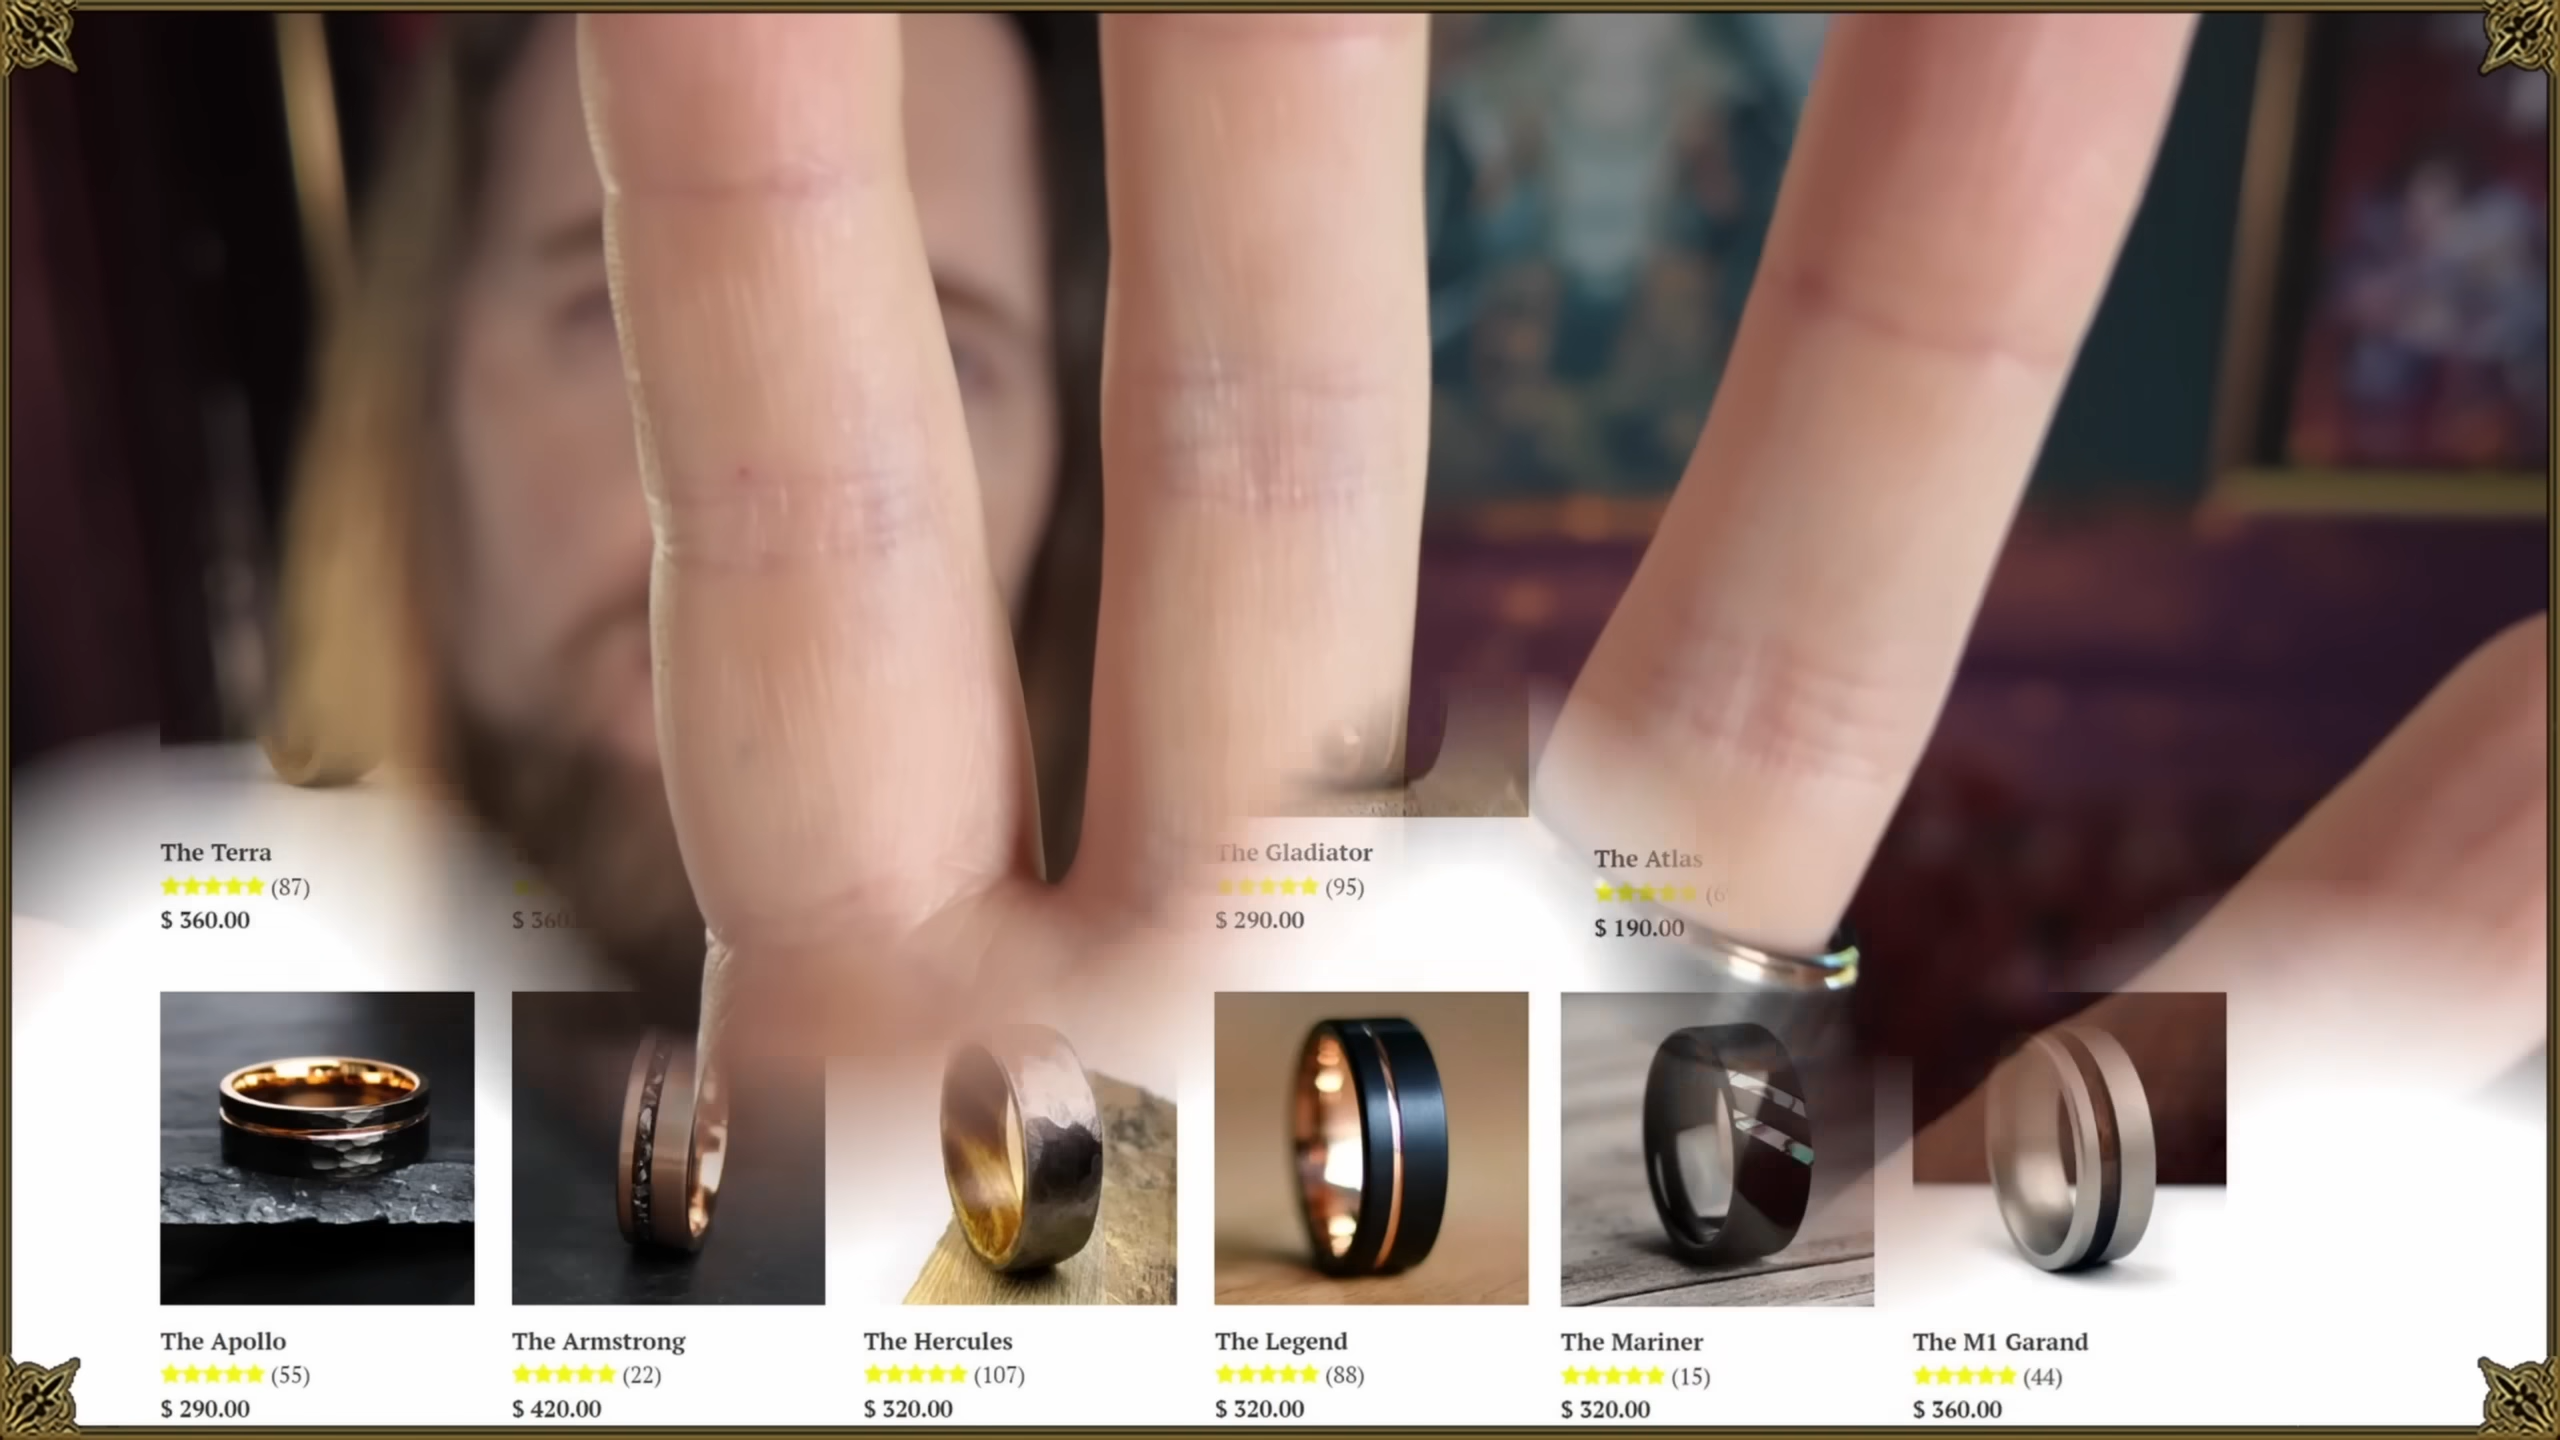 The Terra
(87)
$ 360.00
$ 360.
The Gladiator
(95)
$ 290.00
The Atlas
$ 190.00
The Apollo
(55)
$ 290.00
The Armstrong
(22)
$ 420.00
The Hercules
(107)
$ 320.00
The Legend
(88)
$ 320.00
The Mariner
(15)
$ 320.00
The M1 Garand
(44)
$ 360.00